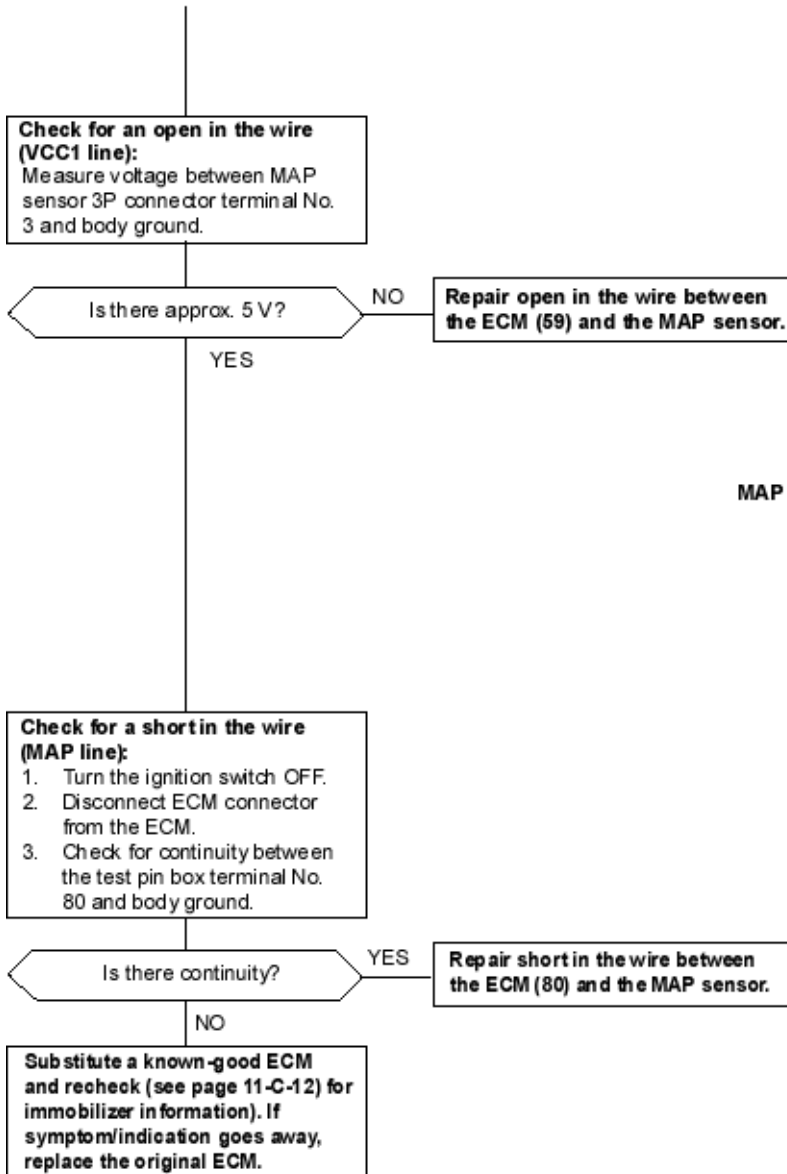 Check for an open in the wire
(VCC1 line):
Measure voltage between MAP
sensor 3P connector terminal No.
3 and body ground.
Is there approx. 5 V?
NO
Repair open in the wire between
the ECM (59) and the MAP sensor.
YES
MAP
Check for a short in the wire
(MAP line):
1. Turn the ignition switch OFF.
2. Disconnect ECM connector
from the ECM.
3. Check for continuity between
the test pin box terminal No.
80 and body ground.
Is there continuity?
YES
Repair short in the wire between
the ECM (80) and the MAP sensor.
NO
Substitute a known-good ECM
and recheck (see page 11-C-12) for
immobilizer information). If
symptom/indication goes away,
replace the original ECM.